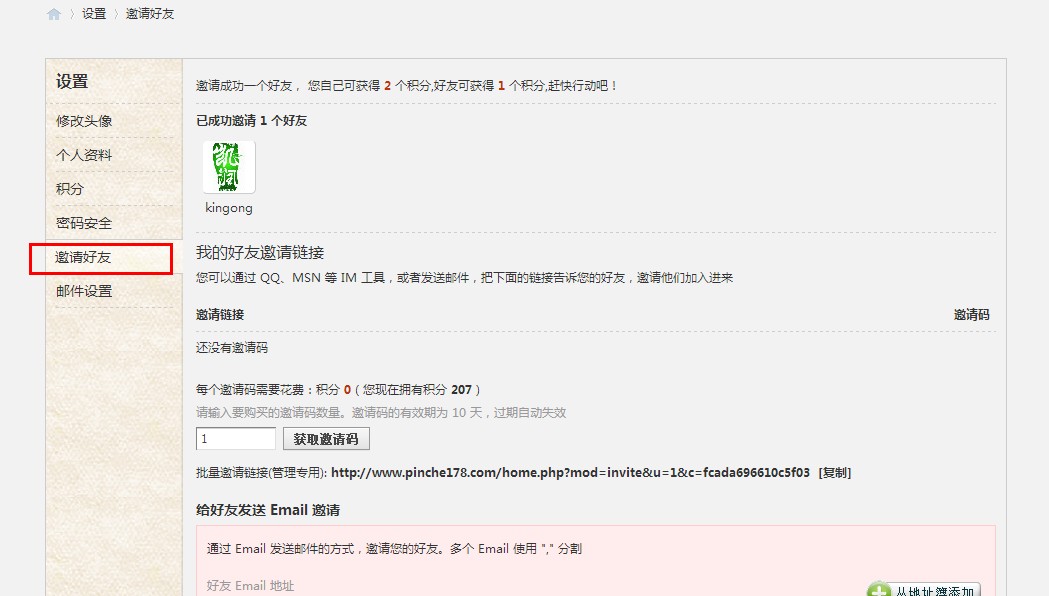 设置 > 邀请好友
设置
修改头像
个人资料
积分
密码安全
邀请好友
邮件设置
邀请成功一个好友， 您自己可获得 2 个积分,好友可获得 1 个积分,赶快行动吧！
已成功邀请 1 个好友
凯润
kingong
我的好友邀请链接
您可以通过 QQ、MSN 等 IM 工具，或者发送邮件，把下面的链接告诉您的好友，邀请他们加入进来
邀请链接 邀请码
还没有邀请码
每个邀请码需要花费：积分 0 ( 您现在拥有积分 207 )
请输入要购买的邀请码数量。邀请码的有效期为 10 天，过期自动失效
1 获取邀请码
批量邀请链接(管理专用): http://www.pinche178.com/home.php?mod=invite&u=1&c=fcada696610c5f03 [复制]
给好友发送 Email 邀请
通过 Email 发送邮件的方式，邀请您的好友。多个 Email 使用 "," 分割
好友 Email 地址
从地址簿添加